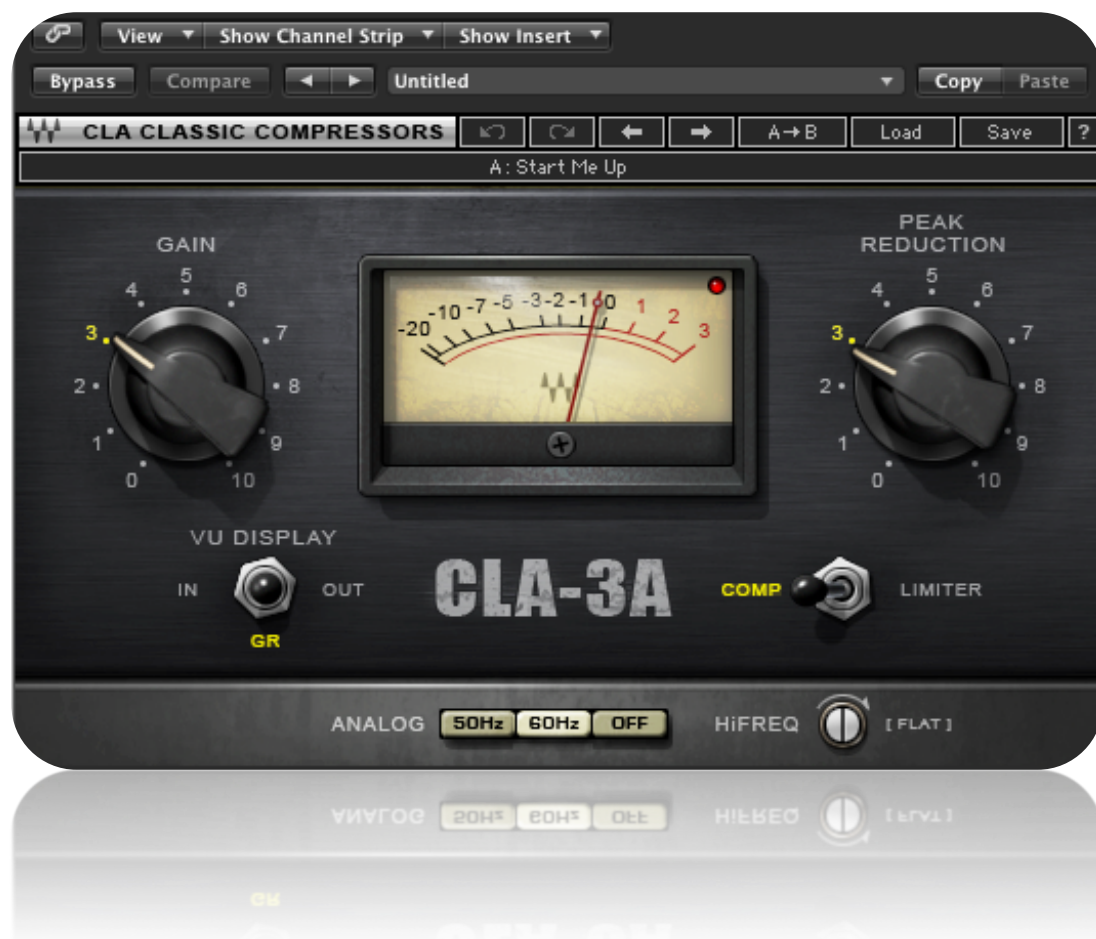 View Show Channel Strip Show Insert
Bypass Compare Untitled Copy Paste
CLA CLASSIC COMPRESSORS A→B Load Save ?
A: Start Me Up
GAIN
0 1 2 3 4 5 6 7 8 9 10
-20 -10 -7 -5 -3 -2 -1 0 1 2 3
PEAK
REDUCTION
0 1 2 3 4 5 6 7 8 9 10
VU DISPLAY
IN OUT
GR
CLA-3A
COMP LIMITER
ANALOG 50Hz 60Hz OFF HiFREQ [FLAT]